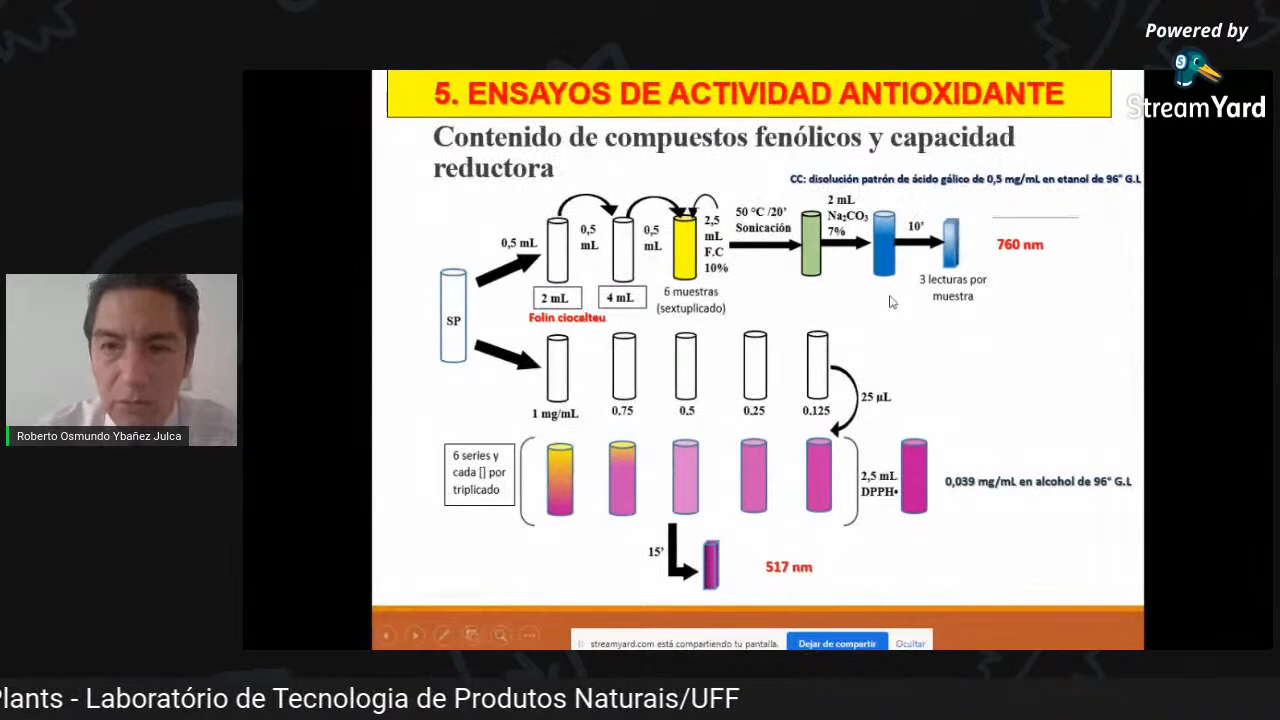 Powered by
StreamYard
5. ENSAYOS DE ACTIVIDAD ANTIOXIDANTE
Contenido de compuestos fenólicos y capacidad
reductora
CC: disolución patrón de ácido gálico de 0,5 mg/mL en etanol de 96° G.L
0,5 mL
0,5
mL
0,5
mL
2,5
mL
F.C
10%
50 °C /20'
Sonicación
2 mL
Na₂CO₃
7%
10'
760 nm
3 lecturas por
muestra
2 mL
4 mL
6 muestras
(sextuplicado)
Folin ciocalteu
SP
1 mg/mL
0.75
0.5
0.25
0.125
25 µL
6 series y
cada [] por
triplicado
2,5 mL
DPPH•
0,039 mg/mL en alcohol de 96° G.L
15'
517 nm
Roberto Osmundo Ybañez Julca
streamyard.com está compartiendo tu pantalla.
Dejar de compartir
Ocultar
Plants - Laboratório de Tecnologia de Produtos Naturais/UFF